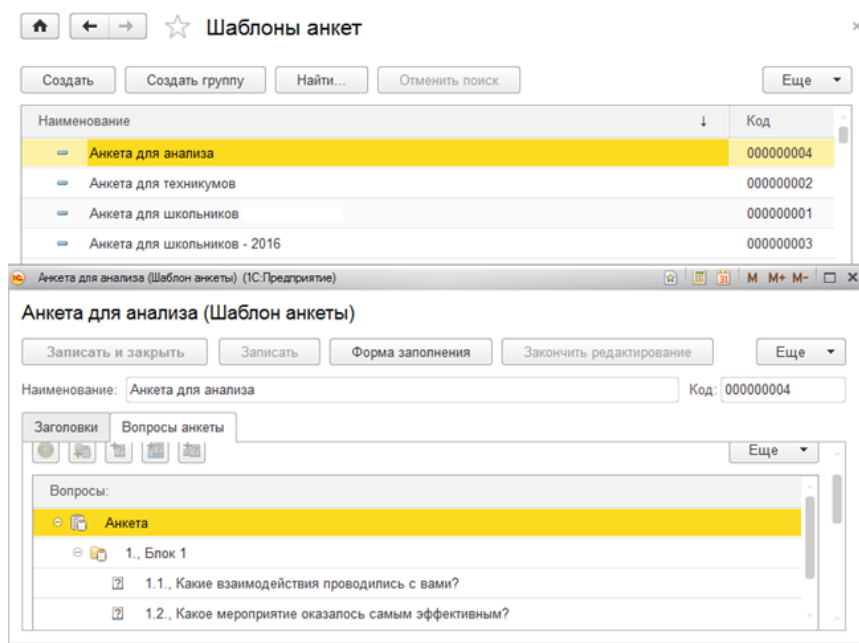 Шаблоны анкет
Создать Создать группу Найти... Отменить поиск Еще
Наименование Код
Анкета для анализа 000000004
Анкета для техникумов 000000002
Анкета для школьников 000000001
Анкета для школьников - 2016 000000003
1С Анкета для анализа (Шаблон анкеты) (1С:Предприятие) 31 M M+ M-
Анкета для анализа (Шаблон анкеты)
Записать и закрыть Записать Форма заполнения Закончить редактирование Еще
Наименование: Анкета для анализа Код: 000000004
Заголовки Вопросы анкеты
Еще
Вопросы:
Анкета
1., Блок 1
1.1., Какие взаимодействия проводились с вами?
1.2., Какое мероприятие оказалось самым эффективным?